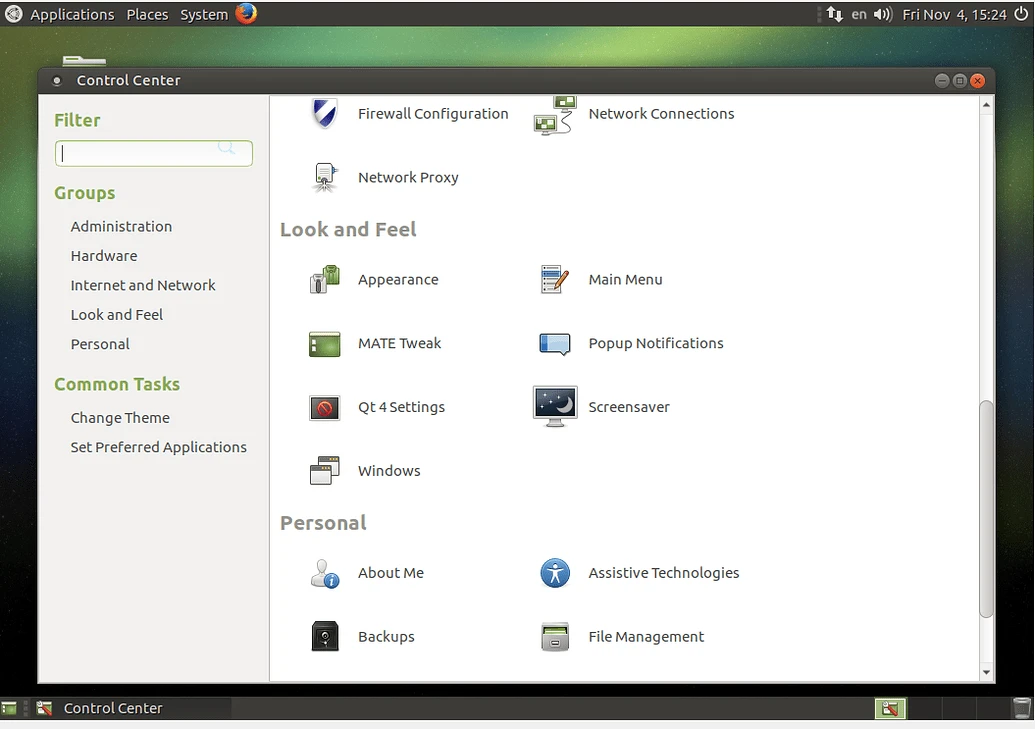 Applications Places System en Fri Nov 4, 15:24
Control Center
Filter
Groups
Administration
Hardware
Internet and Network
Look and Feel
Personal
Common Tasks
Change Theme
Set Preferred Applications
Firewall Configuration Network Connections
Network Proxy
Look and Feel
Appearance Main Menu
MATE Tweak Popup Notifications
Qt 4 Settings Screensaver
Windows
Personal
About Me Assistive Technologies
Backups File Management
Control Center